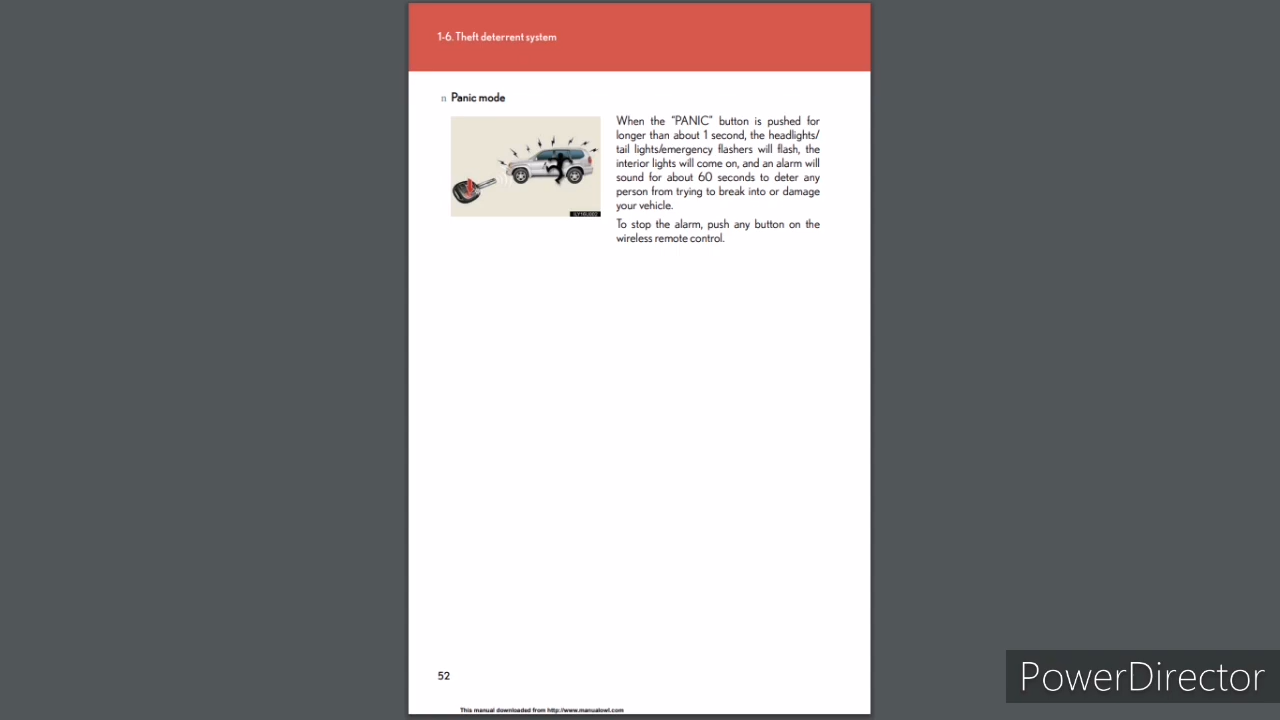 1-6. Theft deterrent system
n Panic mode
When the "PANIC" button is pushed for
longer than about 1 second, the headlights/
tail lights/emergency flashers will flash, the
interior lights will come on, and an alarm will
sound for about 60 seconds to deter any
person from trying to break into or damage
your vehicle.
To stop the alarm, push any button on the
wireless remote control.
52
This manual downloaded from http://www.manualowl.com
PowerDirector